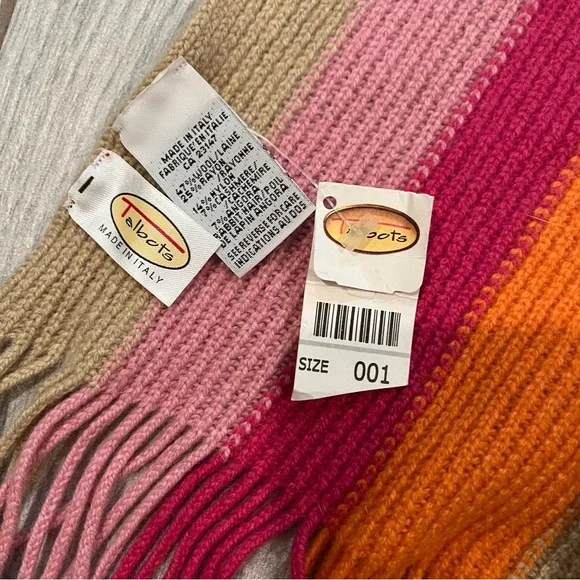 MADE IN ITALY
FABRIQUE EN ITALIE
CA 23147
47% WOOL/LAINE
25% RAYON/
RAYONNE
14% NYLON
7% CASHMERE/
CASHEMIRE
7% ANGORA
RABBIT HAIR/POIL
DE LAPIN ANGORA
SEE REVERSE FOR CARE
INDICATIONS AU DOS
Talbots
MADE IN ITALY
Talbots
SIZE 001